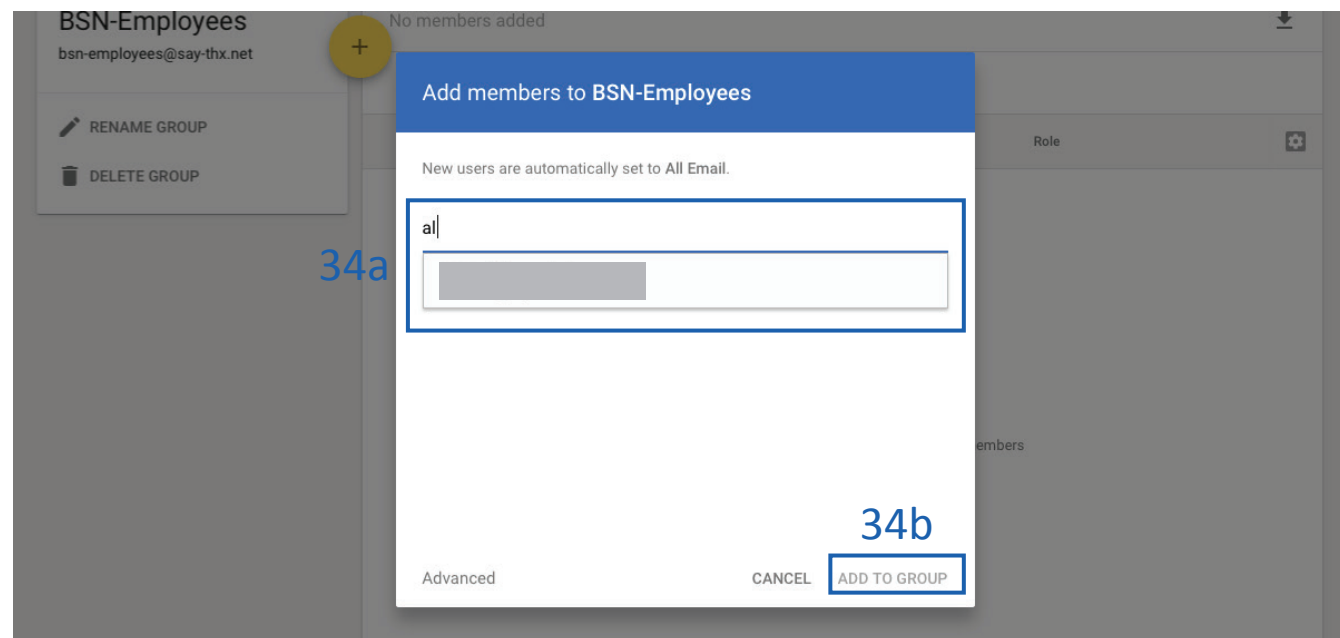 BSN-Employees
bsn-employees@say-thx.net
RENAME GROUP
DELETE GROUP
+
No members added
Role
Add members to BSN-Employees
New users are automatically set to All Email.
34a
al
embers
34b
Advanced
CANCEL
ADD TO GROUP